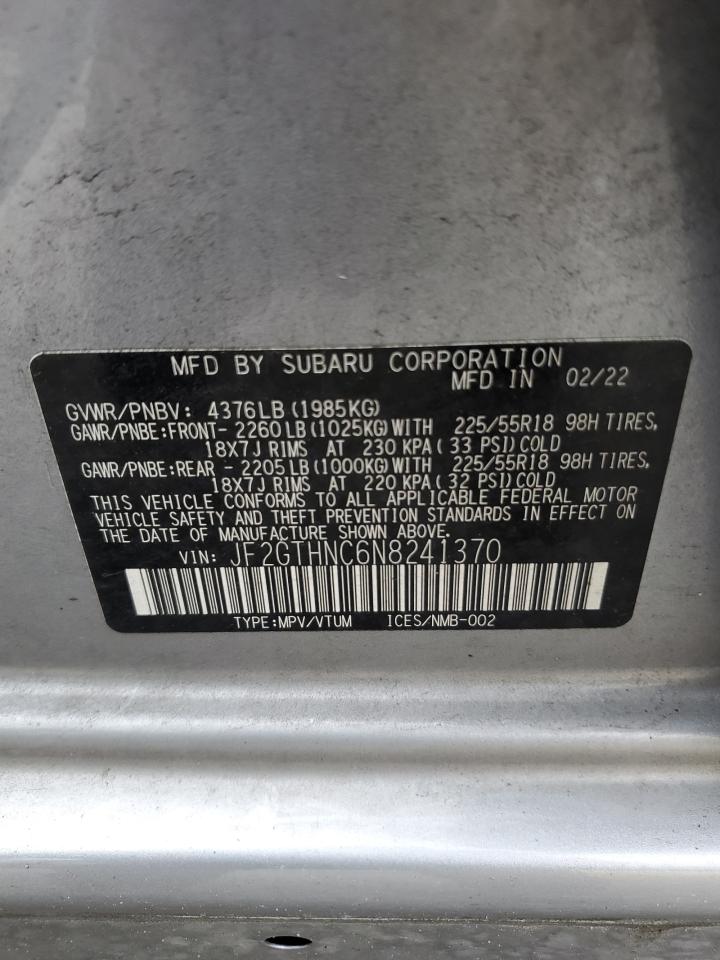 MFD BY SUBARU CORPORATION
MFD IN 02/22
GVWR/PNBV: 4376LB(1985KG)
GAWR/PNBE:FRONT- 2260LB(1025KG)WITH 225/55R18 98H TIRES,
18X7J RIMS AT 230 KPA(33 PSI)COLD
GAWR/PNBE:REAR - 2205LB(1000KG)WITH 225/55R18 98H TIRES,
18X7J RIMS AT 220 KPA(32 PSI)COLD
THIS VEHICLE CONFORMS TO ALL APPLICABLE FEDERAL MOTOR
VEHICLE SAFETY AND THEFT PREVENTION STANDARDS IN EFFECT ON
THE DATE OF MANUFACTURE SHOWN ABOVE.
VIN: JF2GTHNC6N8241370
TYPE:MPV/VTUM ICES/NMB-002